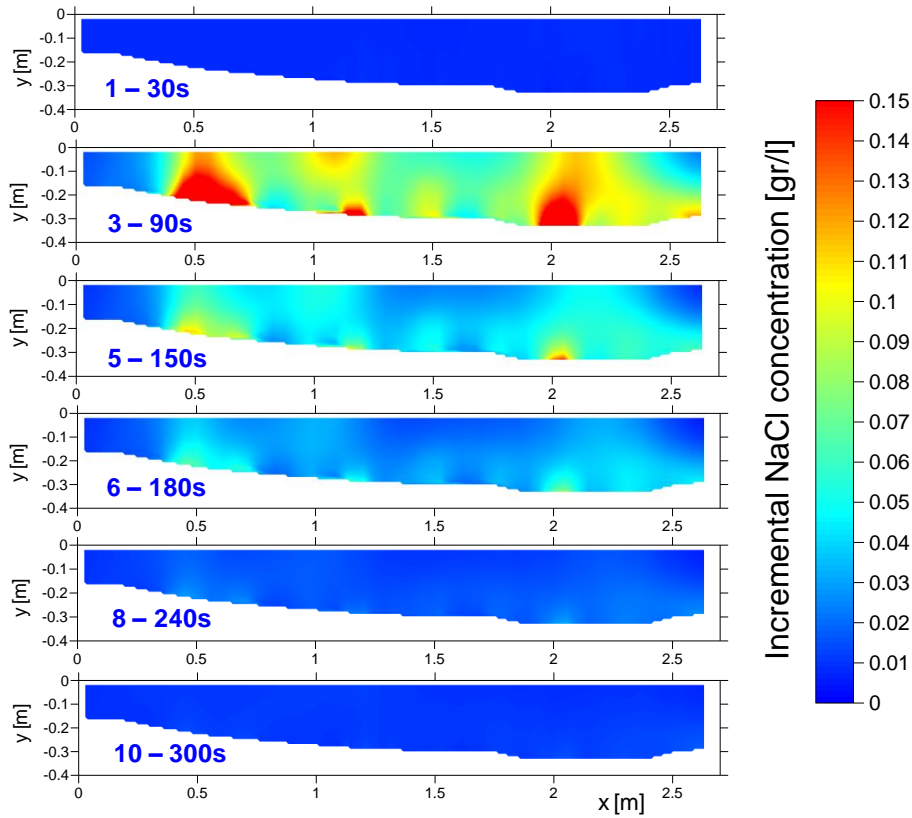 0
-0.1
-0.2
-0.3
-0.4
y [m]
1 – 30s
0 0.5 1 1.5 2 2.5
0
-0.1
-0.2
-0.3
-0.4
y [m]
3 – 90s
0 0.5 1 1.5 2 2.5
0
-0.1
-0.2
-0.3
-0.4
y [m]
5 – 150s
0 0.5 1 1.5 2 2.5
0
-0.1
-0.2
-0.3
-0.4
y [m]
6 – 180s
0 0.5 1 1.5 2 2.5
0
-0.1
-0.2
-0.3
-0.4
y [m]
8 – 240s
0 0.5 1 1.5 2 2.5
0
-0.1
-0.2
-0.3
-0.4
y [m]
10 – 300s
0 0.5 1 1.5 2 2.5
x [m]
Incremental NaCl concentration [gr/l]
0.15
0.14
0.13
0.12
0.11
0.1
0.09
0.08
0.07
0.06
0.05
0.04
0.03
0.02
0.01
0